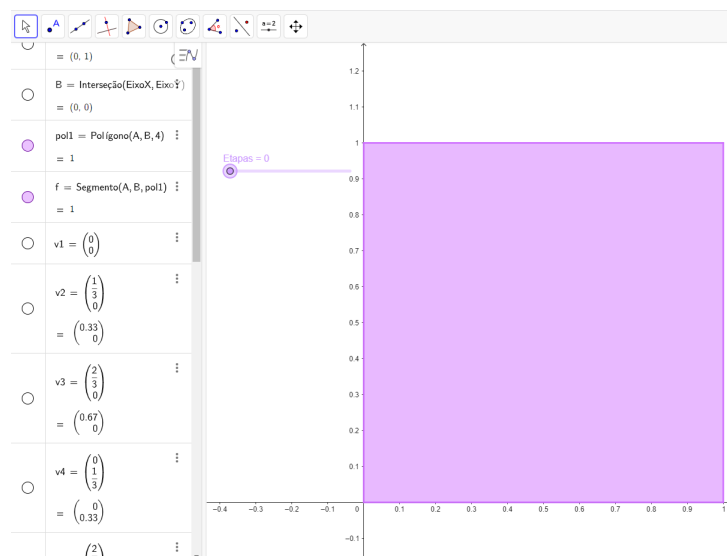 A
a = 2
= (0, 1)
B = Interseção(EixoX, EixoY)
= (0, 0)
pol1 = Polígono(A, B, 4)
= 1
f = Segmento(A, B, pol1)
= 1
v1 = (0 0)
v2 = (1/3 0)
= (0.33 0)
v3 = (2/3 0)
= (0.67 0)
v4 = (0 1/3)
= (0 0.33)
2
Etapas = 0
1.2
1.1
1
0.9
0.8
0.7
0.6
0.5
0.4
0.3
0.2
0.1
−0.4 −0.3 −0.2 −0.1 0 0.1 0.2 0.3 0.4 0.5 0.6 0.7 0.8 0.9 1
−0.1